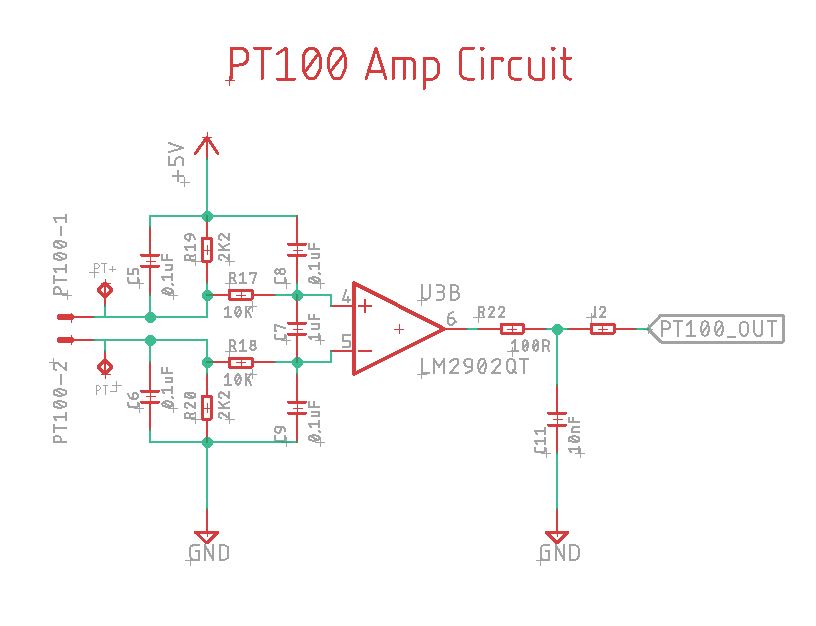 PT100 Amp Circuit
+5V
PT100-1
PT+
C5
0.1uF
R19
2K2
R17
10K
C8
0.1uF
C7
1uF
4
5
6
U3B
LM2902QT
R22
100R
J2
PT100_OUT
R18
10K
PT-
PT100-2
C6
0.1uF
R20
2K2
C9
0.1uF
C11
10nF
GND
GND